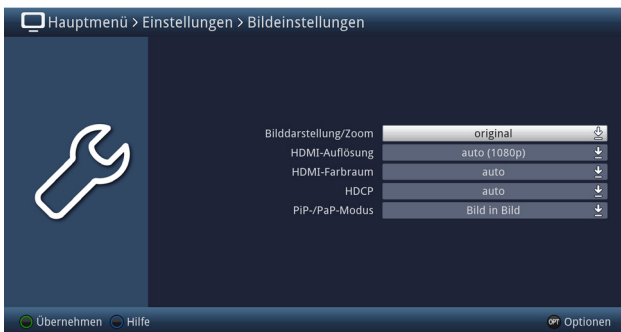 Hauptmenü > Einstellungen > Bildeinstellungen
Bilddarstellung/Zoom original
HDMI-Auflösung auto (1080p)
HDMI-Farbraum auto
HDCP auto
PiP-/PaP-Modus Bild in Bild
Übernehmen Hilfe OPT Optionen